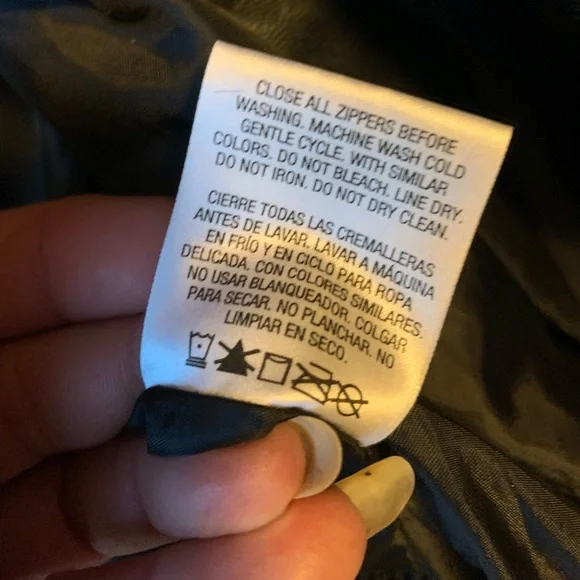 CLOSE ALL ZIPPERS BEFORE
WASHING. MACHINE WASH COLD
GENTLE CYCLE. WITH SIMILAR
COLORS. DO NOT BLEACH. LINE DRY.
DO NOT IRON. DO NOT DRY CLEAN.
CIERRE TODAS LAS CREMALLERAS
ANTES DE LAVAR. LAVAR A MÁQUINA
EN FRÍO Y EN CICLO PARA ROPA
DELICADA. CON COLORES SIMILARES.
NO USAR BLANQUEADOR. COLGAR
PARA SECAR. NO PLANCHAR. NO
LIMPIAR EN SECO.